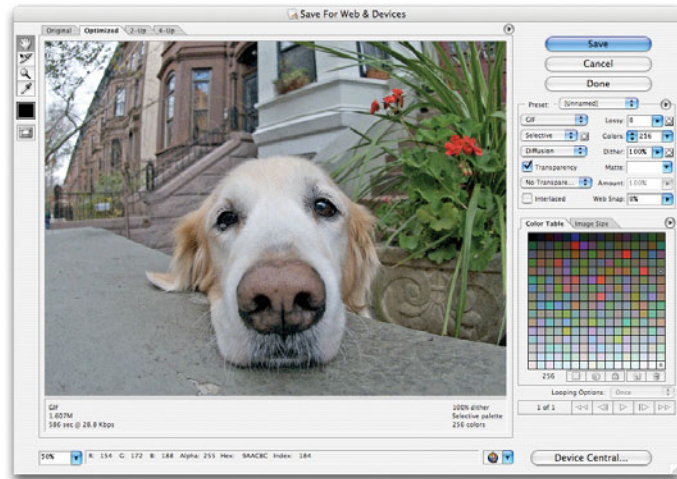 Save For Web & Devices
Original Optimized 2-Up 4-Up
Save
Cancel
Done
Preset: [Unnamed]
GIF Lossy: 0
Selective Colors: 256
Diffusion Dither: 100%
Transparency Matte:
No Transpare... Amount: 100%
Interlaced Web Snap: 0%
Color Table Image Size
256
Looping Options: Once
1 of 1
GIF
1.607M
586 sec @ 28.8 Kbps
100% dither
Selective palette
256 colors
50% R: 154 G: 172 B: 188 Alpha: 255 Hex: 9AACBC Index: 184
Device Central...